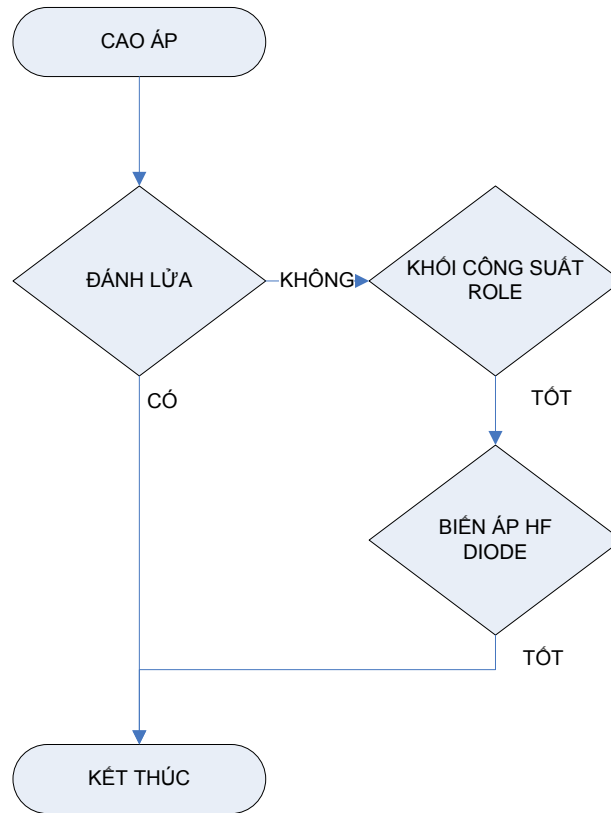 CAO ÁP
ĐÁNH LỬA
KHÔNG
KHỐI CÔNG SUẤT
ROLE
CÓ
TỐT
BIẾN ÁP HF
DIODE
TỐT
KẾT THÚC